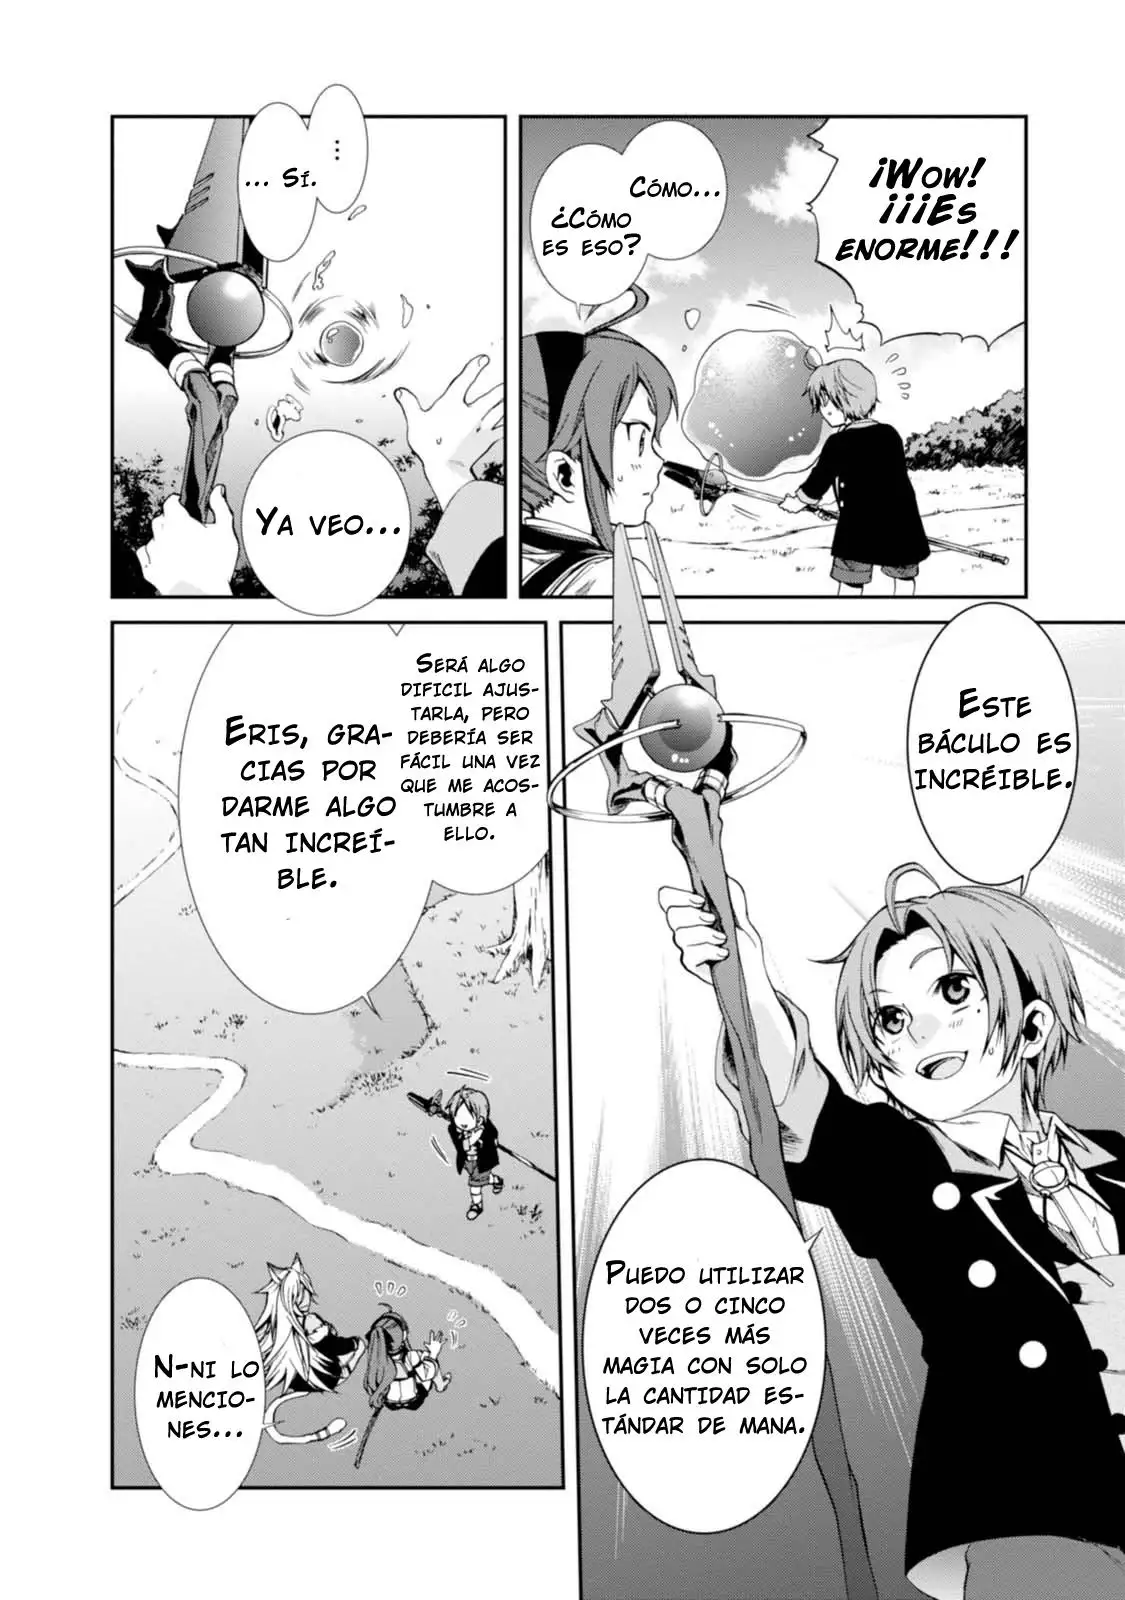 ¡Wow!
¡¡¡Es
enorme!!!
Cómo...
¿Cómo
es eso?
...
... Sí.
Ya veo...
Este
báculo es
incréible.
Puedo utilizar
dos o cinco
veces más
magia con solo
la cantidad es-
tándar de mana.
Será algo
dificil ajus-
tarla, pero
debería ser
fácil una vez
que me acos-
tumbre a
ello.
Eris, gra-
cias por
darme algo
tan increí-
ble.
N-ni lo
mencio-
nes...